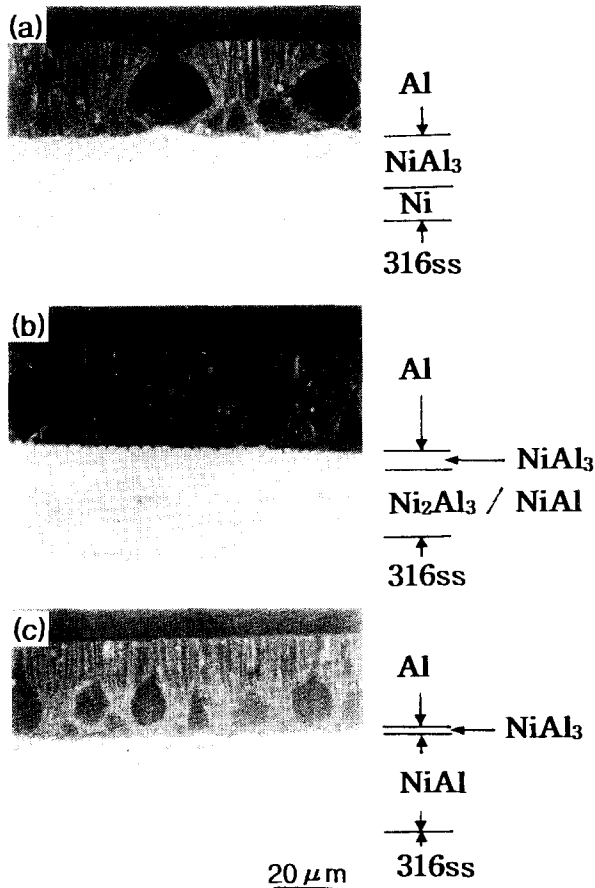 (a)
Al
NiAl₃
Ni
316ss
(b)
Al
NiAl₃
Ni₂Al₃ / NiAl
316ss
(c)
Al
NiAl₃
NiAl
316ss
20 μm